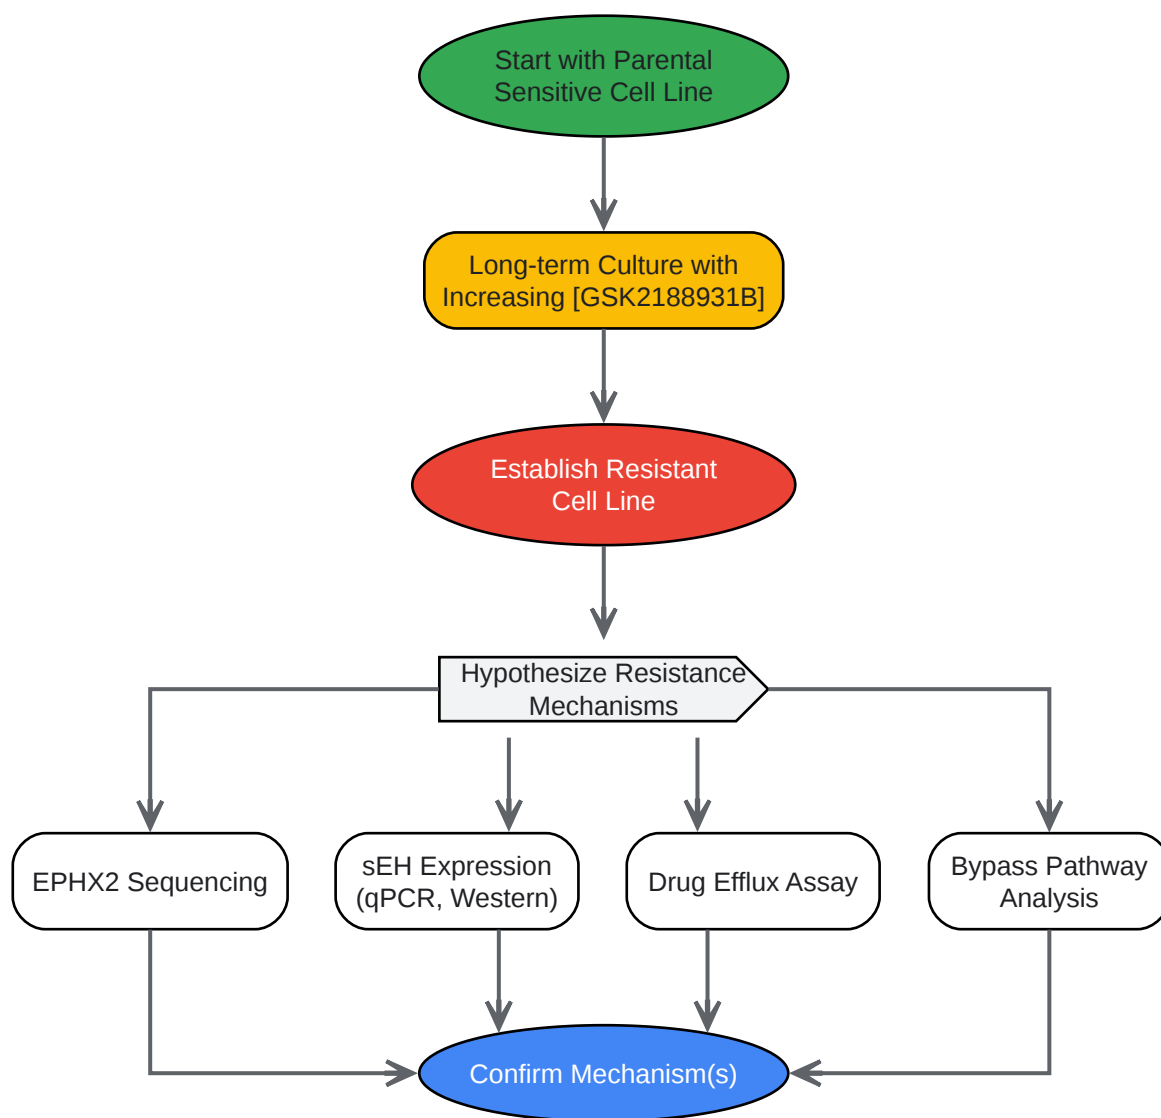 Start with Parental
Sensitive Cell Line
Long-term Culture with
Increasing [GSK2188931B]
Establish Resistant
Cell Line
Hypothesize Resistance
Mechanisms
EPHX2 Sequencing
sEH Expression
(qPCR, Western)
Drug Efflux Assay
Bypass Pathway
Analysis
Confirm Mechanism(s)